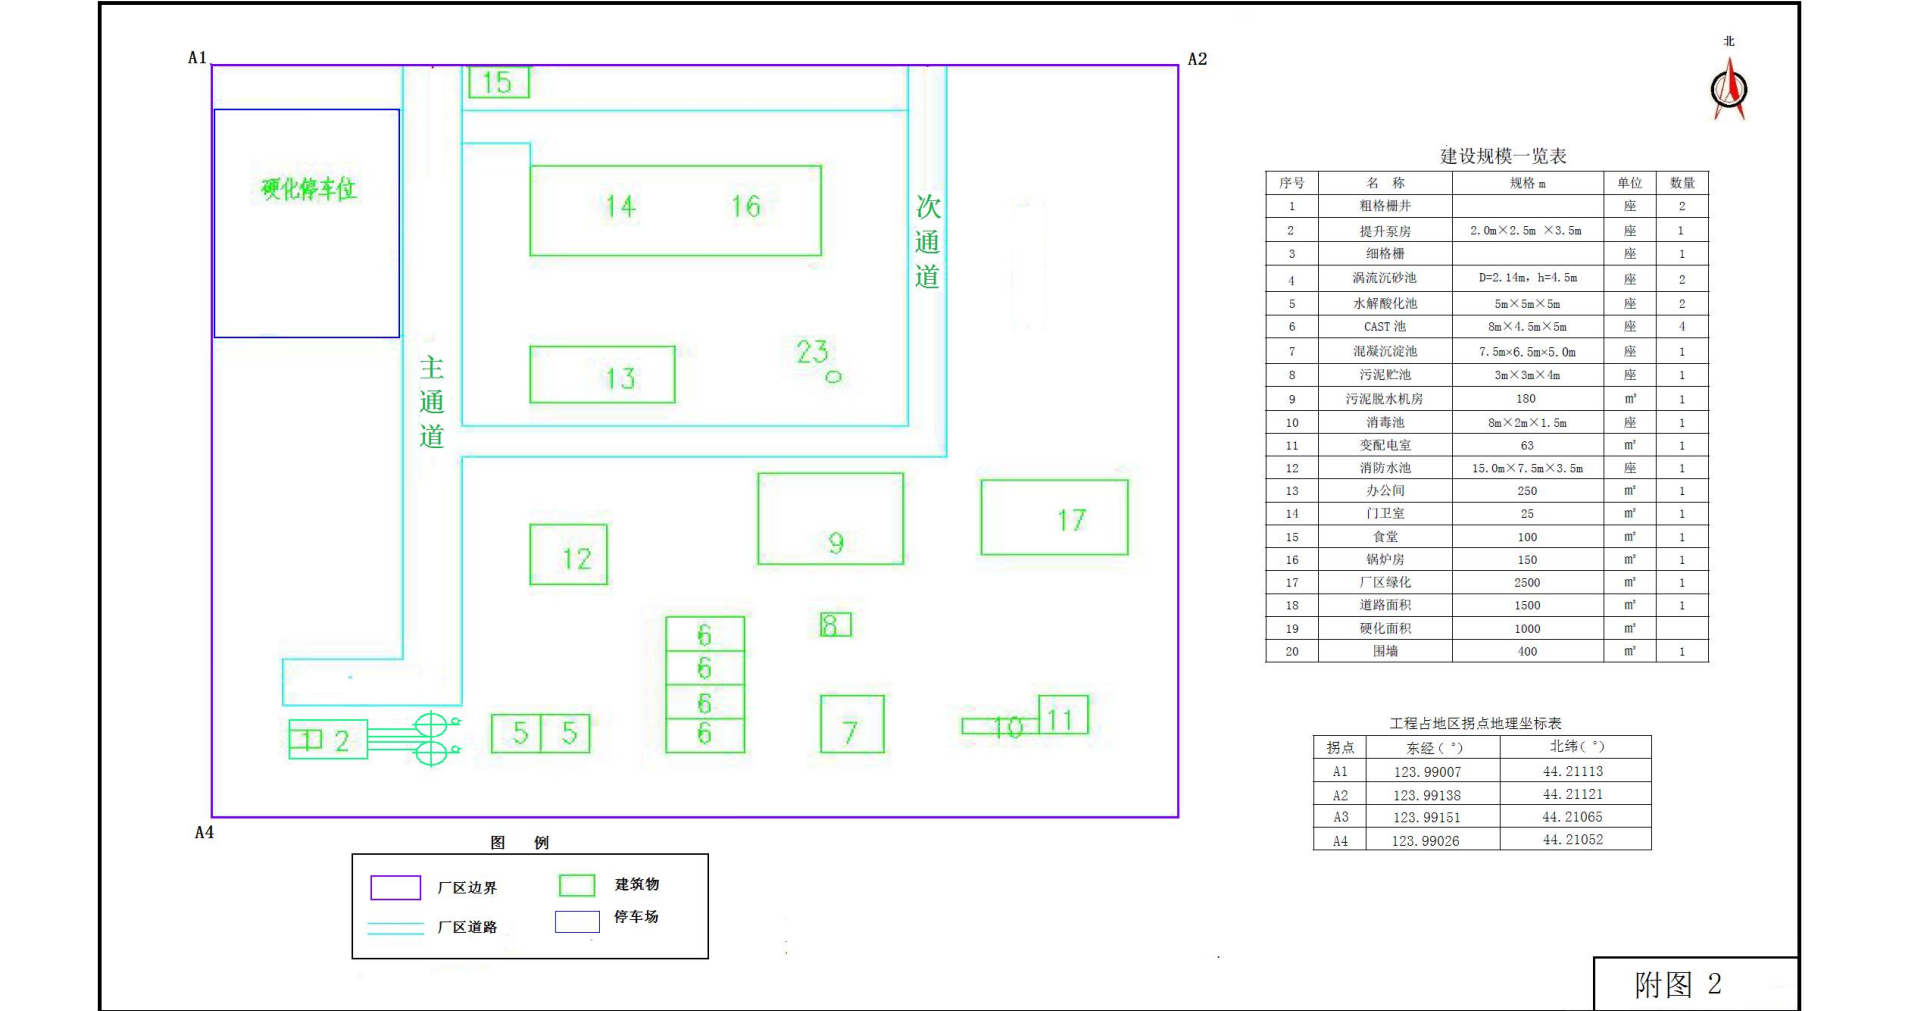 北
A1
A2
15
硬化停车位
14 16
次通道
13
23
主通道
12
9
17
6
8
6
6
6
1 2
5 5
7
10 11
A4
图 例
厂区边界 建筑物
厂区道路 停车场
建设规模一览表
序号 名 称 规格 m 单位 数量
1 粗格栅井 座 2
2 提升泵房 2.0m×2.5m ×3.5m 座 1
3 细格栅 座 1
4 涡流沉砂池 D=2.14m，h=4.5m 座 2
5 水解酸化池 5m×5m×5m 座 2
6 CAST 池 8m×4.5m×5m 座 4
7 混凝沉淀池 7.5m×6.5m×5.0m 座 1
8 污泥贮池 3m×3m×4m 座 1
9 污泥脱水机房 180 ㎡ 1
10 消毒池 8m×2m×1.5m 座 1
11 变配电室 63 ㎡ 1
12 消防水池 15.0m×7.5m×3.5m 座 1
13 办公间 250 ㎡ 1
14 门卫室 25 ㎡ 1
15 食堂 100 ㎡ 1
16 锅炉房 150 ㎡ 1
17 厂区绿化 2500 ㎡ 1
18 道路面积 1500 ㎡ 1
19 硬化面积 1000 ㎡
20 围墙 400 ㎡ 1
工程占地区拐点地理坐标表
拐点 东经( °) 北纬( °)
A1 123.99007 44.21113
A2 123.99138 44.21121
A3 123.99151 44.21065
A4 123.99026 44.21052
附图 2